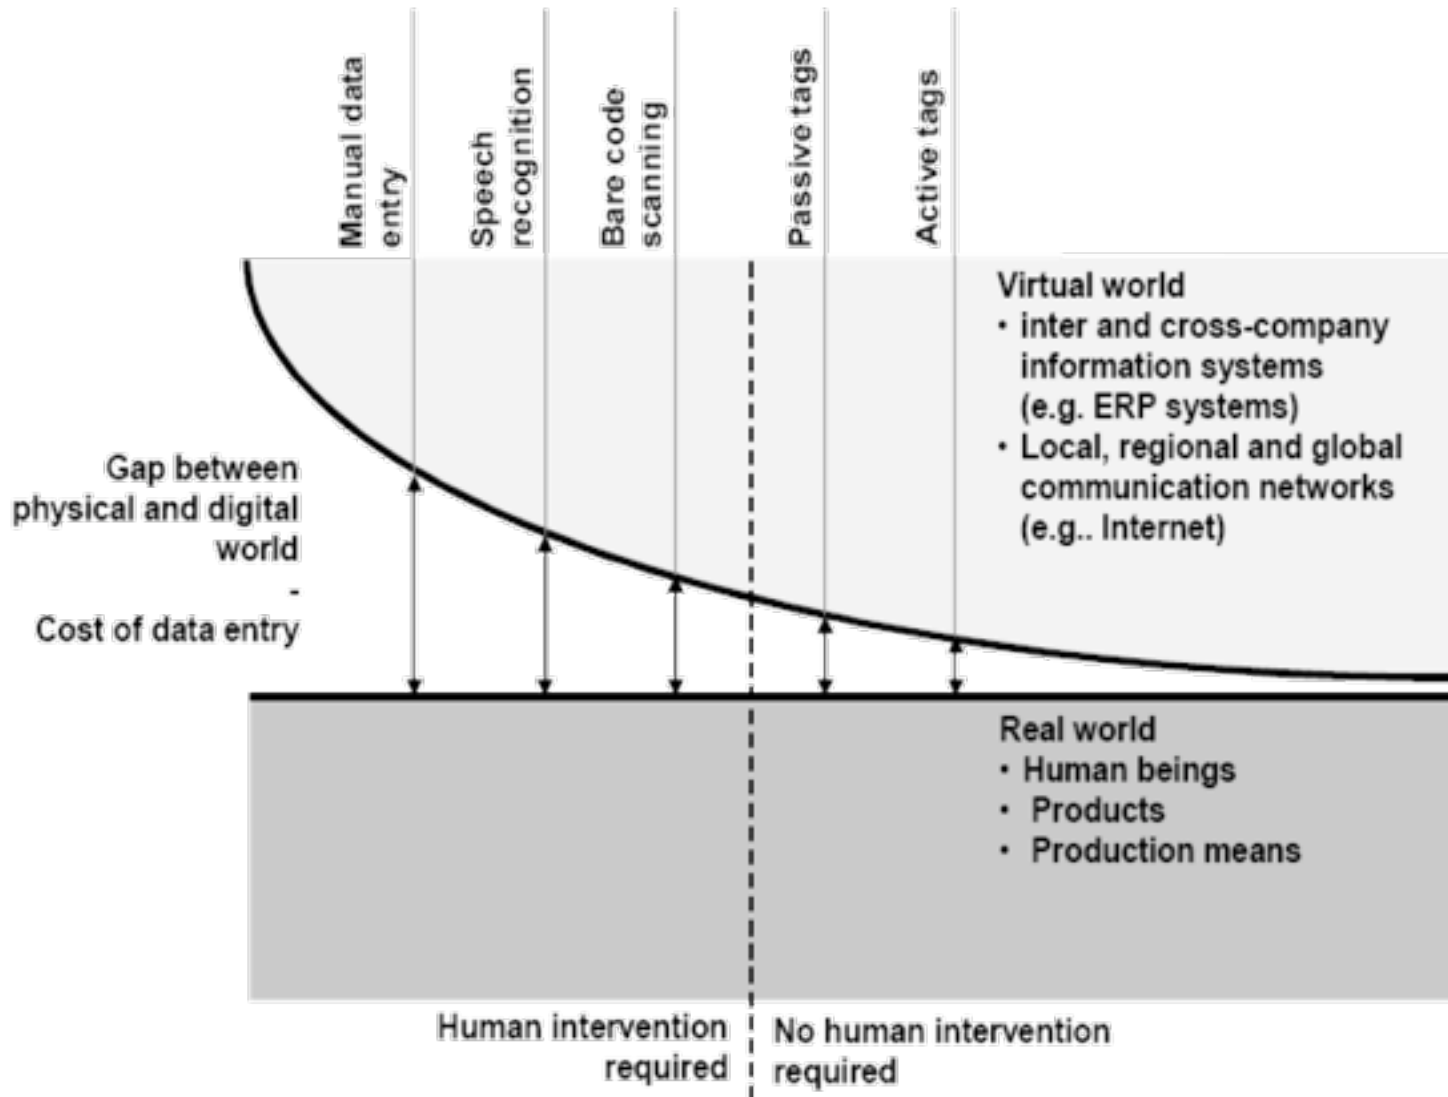 Manual data
entry
Speech
recognition
Bare code
scanning
Passive tags
Active tags
Virtual world
• inter and cross-company
information systems
(e.g. ERP systems)
• Local, regional and global
communication networks
(e.g.. Internet)
Gap between
physical and digital
world
-
Cost of data entry
Real world
• Human beings
• Products
• Production means
Human intervention
required
No human intervention
required